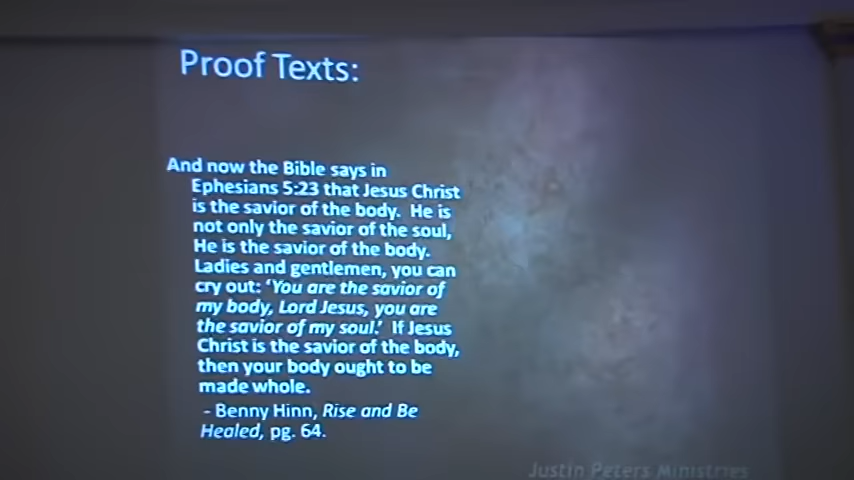 Proof Texts:
And now the Bible says in
Ephesians 5:23 that Jesus Christ
is the savior of the body. He is
not only the savior of the soul,
He is the savior of the body.
Ladies and gentlemen, you can
cry out: ‘You are the savior of
my body, Lord Jesus, you are
the savior of my soul.’ If Jesus
Christ is the savior of the body,
then your body ought to be
made whole.
- Benny Hinn, Rise and Be
Healed, pg. 64.
Justin Peters Ministries